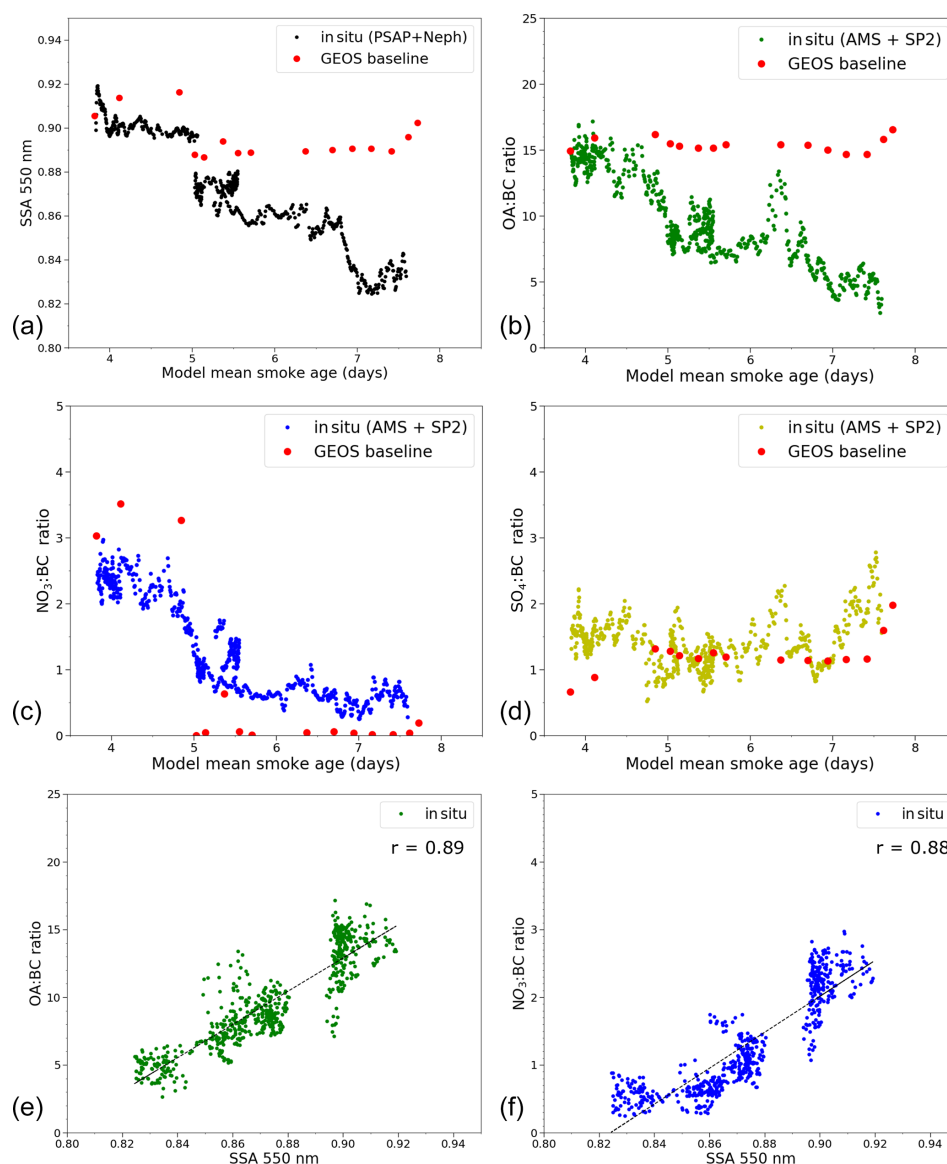 in situ (PSAP+Neph)
GEOS baseline
0.94
0.92
0.90
0.88
0.86
0.84
0.82
0.80
SSA 550 nm
4 5 6 7 8
Model mean smoke age (days)
(a)
in situ (AMS + SP2)
GEOS baseline
25
20
15
10
5
0
OA:BC ratio
4 5 6 7 8
Model mean smoke age (days)
(b)
in situ (AMS + SP2)
GEOS baseline
5
4
3
2
1
0
NO3:BC ratio
4 5 6 7 8
Model mean smoke age (days)
(c)
in situ (AMS + SP2)
GEOS baseline
5
4
3
2
1
0
SO4:BC ratio
4 5 6 7 8
Model mean smoke age (days)
(d)
in situ
r = 0.89
25
20
15
10
5
0
OA:BC ratio
0.80 0.82 0.84 0.86 0.88 0.90 0.92 0.94
SSA 550 nm
(e)
in situ
r = 0.88
5
4
3
2
1
0
NO3:BC ratio
0.80 0.82 0.84 0.86 0.88 0.90 0.92 0.94
SSA 550 nm
(f)